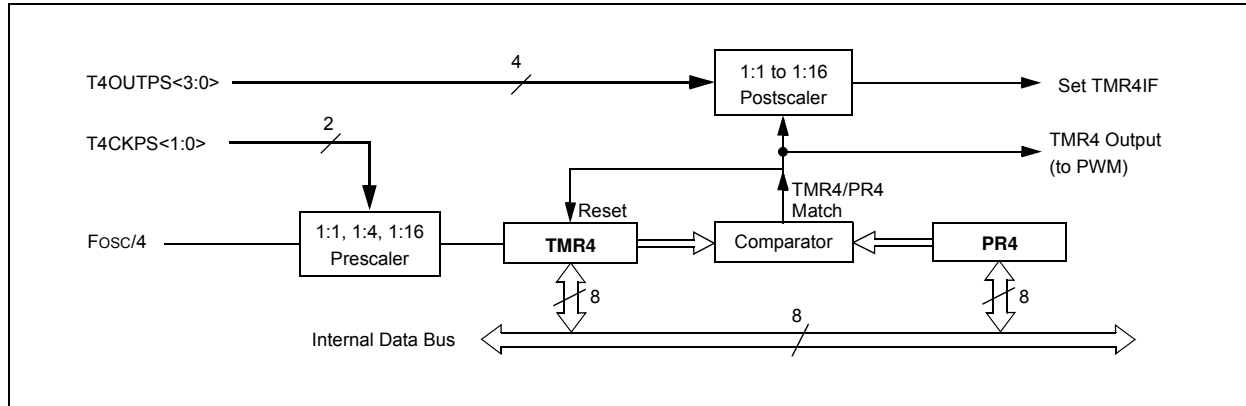 4
T4OUTPS<3:0>
1:1 to 1:16
Postscaler
Set TMR4IF
2
T4CKPS<1:0>
TMR4 Output
(to PWM)
TMR4/PR4
Match
Reset
FOSC/4
1:1, 1:4, 1:16
Prescaler
TMR4
Comparator
PR4
8
8
8
Internal Data Bus